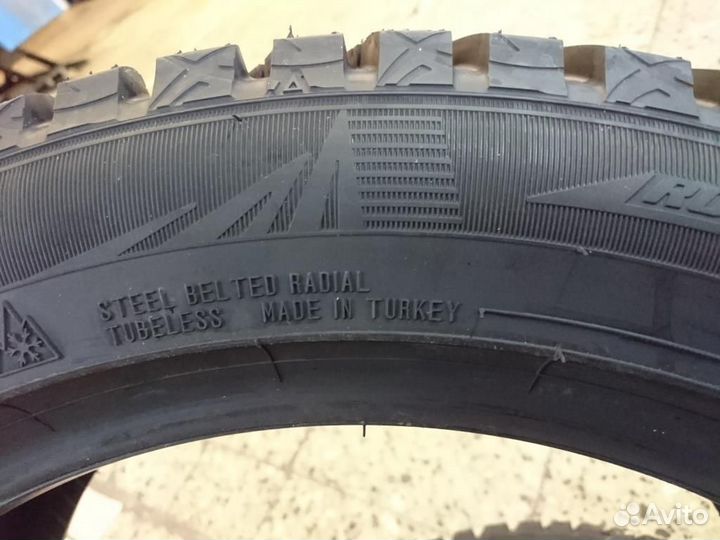 STEEL BELTED RADIAL
TUBELESS MADE IN TURKEY
Avito